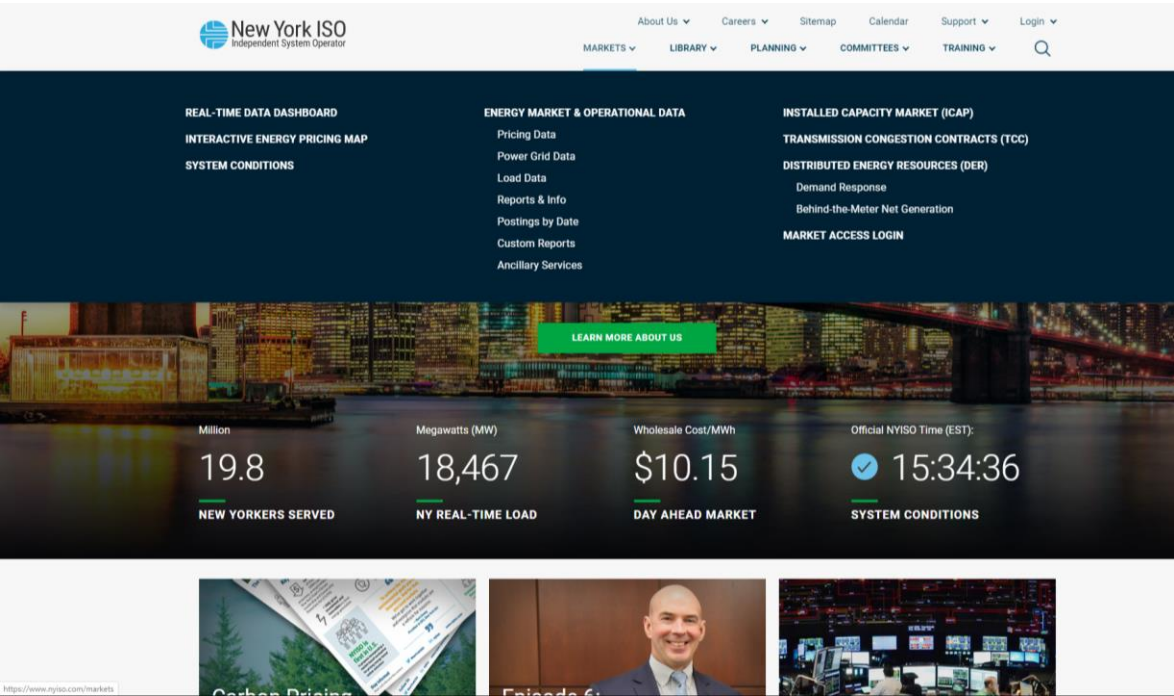 New York ISO
Independent System Operator
About Us
Careers
Sitemap
Calendar
Support
Login
MARKETS
LIBRARY
PLANNING
COMMITTEES
TRAINING
REAL-TIME DATA DASHBOARD
INTERACTIVE ENERGY PRICING MAP
SYSTEM CONDITIONS
ENERGY MARKET & OPERATIONAL DATA
Pricing Data
Power Grid Data
Load Data
Reports & Info
Postings by Date
Custom Reports
Ancillary Services
INSTALLED CAPACITY MARKET (ICAP)
TRANSMISSION CONGESTION CONTRACTS (TCC)
DISTRIBUTED ENERGY RESOURCES (DER)
Demand Response
Behind-the-Meter Net Generation
MARKET ACCESS LOGIN
LEARN MORE ABOUT US
Million
19.8
NEW YORKERS SERVED
Megawatts (MW)
18,467
NY REAL-TIME LOAD
Wholesale Cost/MWh
$10.15
DAY AHEAD MARKET
Official NYISO Time (EST):
15:34:36
SYSTEM CONDITIONS
Carbon Pricing
Episode 6:
https://www.nyiso.com/markets